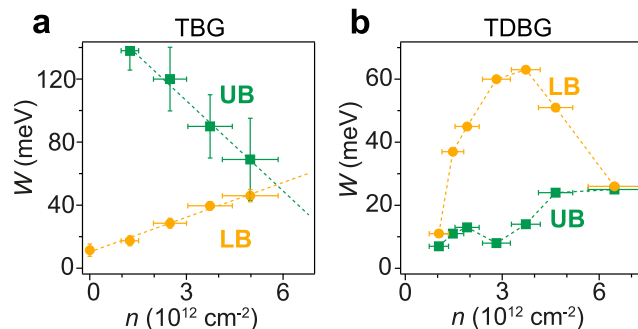 a TBG
W (meV)
120
80
40
0
UB
LB
0 3 6
n (10¹² cm⁻²)
b TDBG
W (meV)
60
40
20
0
LB
UB
0 3 6
n (10¹² cm⁻²)